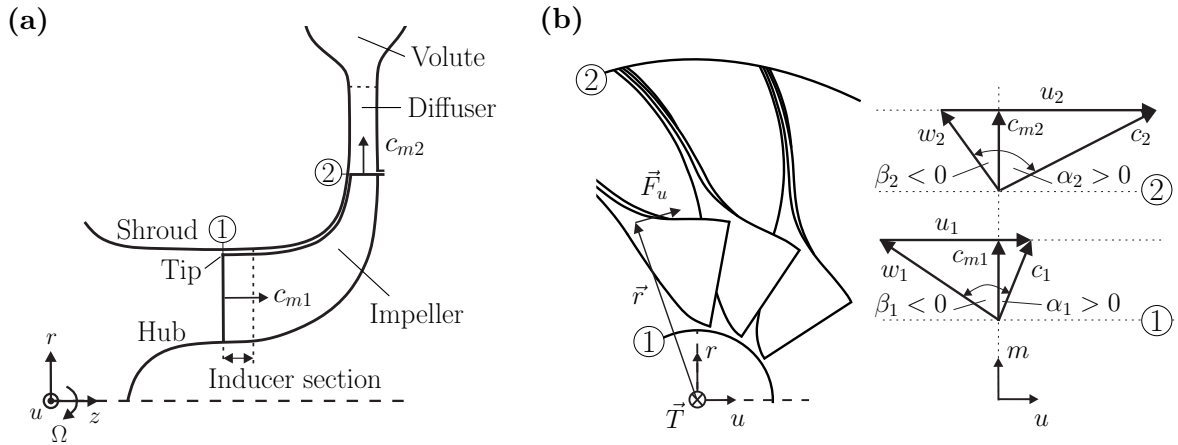 (a)
Volute
Diffuser
c_{m2}
②
①
Shroud
Tip
c_{m1}
Impeller
Hub
r
Inducer section
u
z
Ω
(b)
②
\vec{F}_u
\vec{r}
①
r
\vec{T}
u
u_2
w_2
c_{m2}
c_2
β_2 < 0
α_2 > 0
②
u_1
w_1
c_{m1}
c_1
β_1 < 0
α_1 > 0
①
m
u